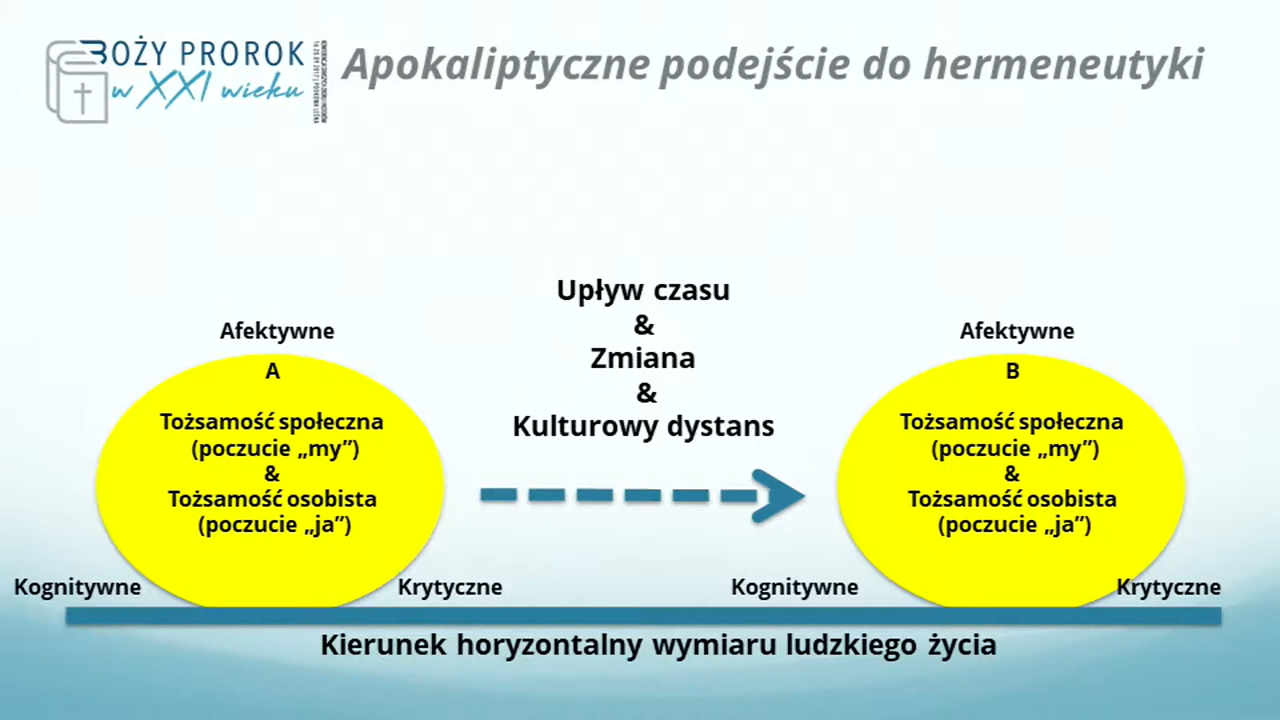 BOŻY PROROK
w XXI wieku
Apokaliptyczne podejście do hermeneutyki
Upływ czasu
&
Zmiana
&
Kulturowy dystans
Afektywne
A
Tożsamość społeczna
(poczucie „my”)
&
Tożsamość osobista
(poczucie „ja”)
Kognitywne
Krytyczne
Afektywne
B
Tożsamość społeczna
(poczucie „my”)
&
Tożsamość osobista
(poczucie „ja”)
Kognitywne
Krytyczne
Kierunek horyzontalny wymiaru ludzkiego życia